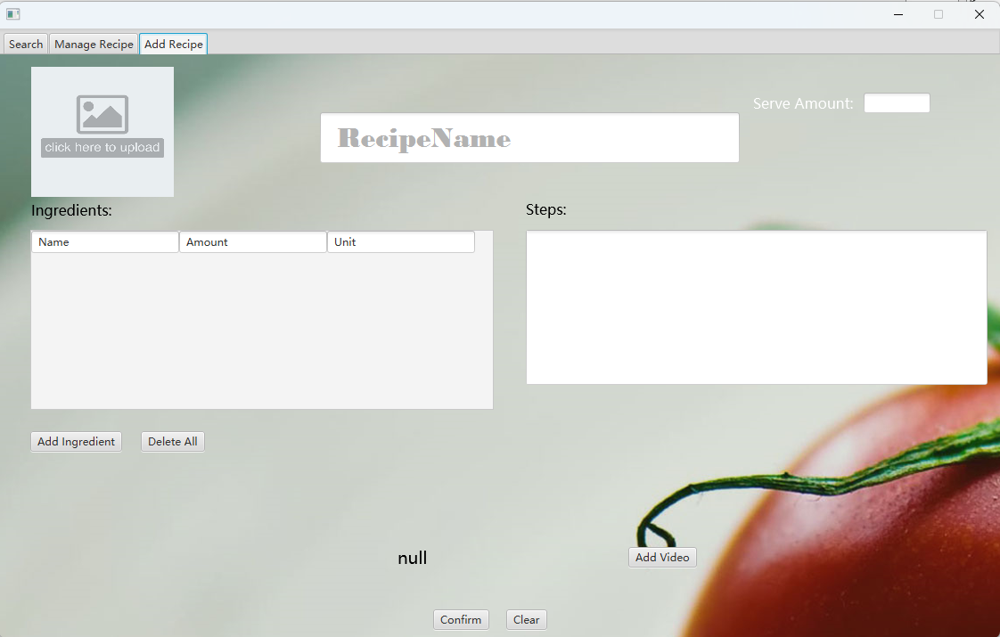 Search Manage Recipe Add Recipe
Serve Amount:
RecipeName
click here to upload
Ingredients:
Steps:
Name Amount Unit
Add Ingredient Delete All
null
Add Video
Confirm Clear